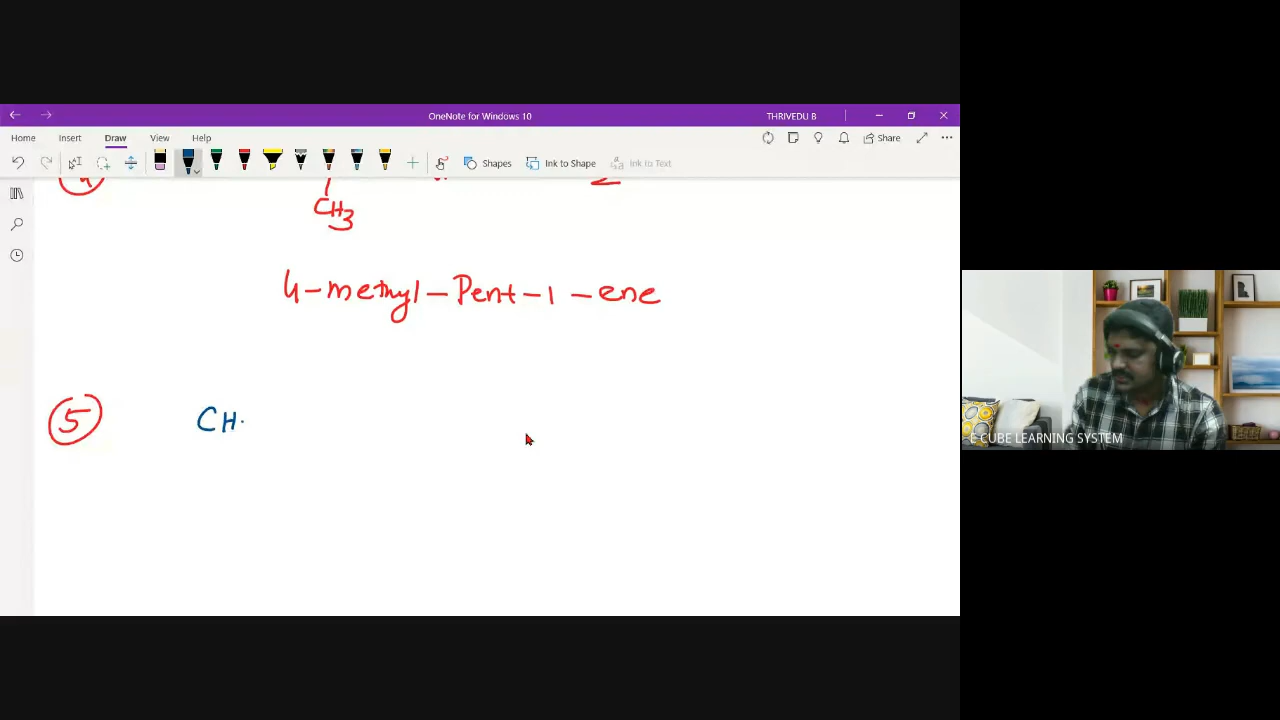 OneNote for Windows 10
THRIVEDU B
Home Insert Draw View Help
Share
Shapes Ink to Shape Ink to Text
CH3
4-methyl-Pent-1-ene
5 CH
E CUBE LEARNING SYSTEM